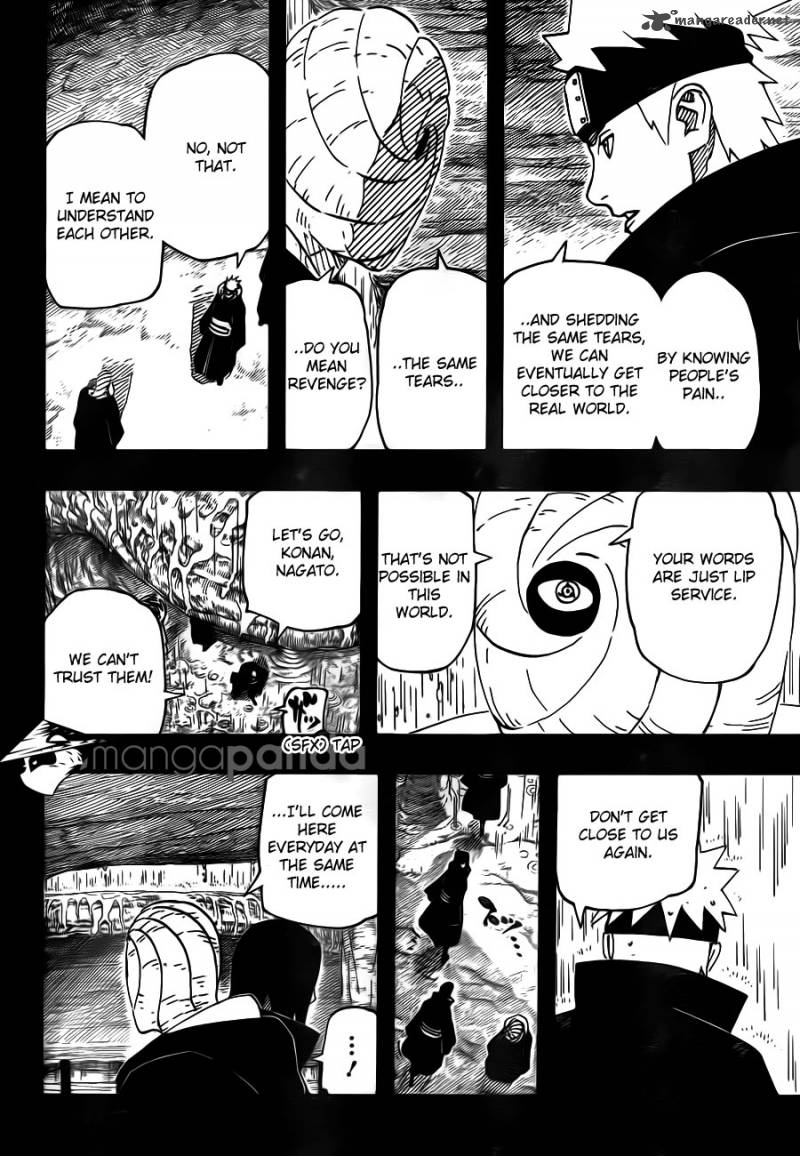 mangareader.net
BY KNOWING
PEOPLE'S
PAIN..
..AND SHEDDING
THE SAME TEARS,
WE CAN
EVENTUALLY GET
CLOSER TO THE
REAL WORLD.
..THE SAME
TEARS..
..DO YOU
MEAN
REVENGE?
NO, NOT
THAT.
I MEAN TO
UNDERSTAND
EACH OTHER.
YOUR WORDS
ARE JUST LIP
SERVICE.
THAT'S NOT
POSSIBLE IN
THIS
WORLD.
LET'S GO,
KONAN,
NAGATO.
WE CAN'T
TRUST THEM!
(SFX) TAP
mangapanda
DON'T GET
CLOSE TO US
AGAIN.
...I'LL COME
HERE
EVERYDAY
AT THE SAME
TIME.....
...!